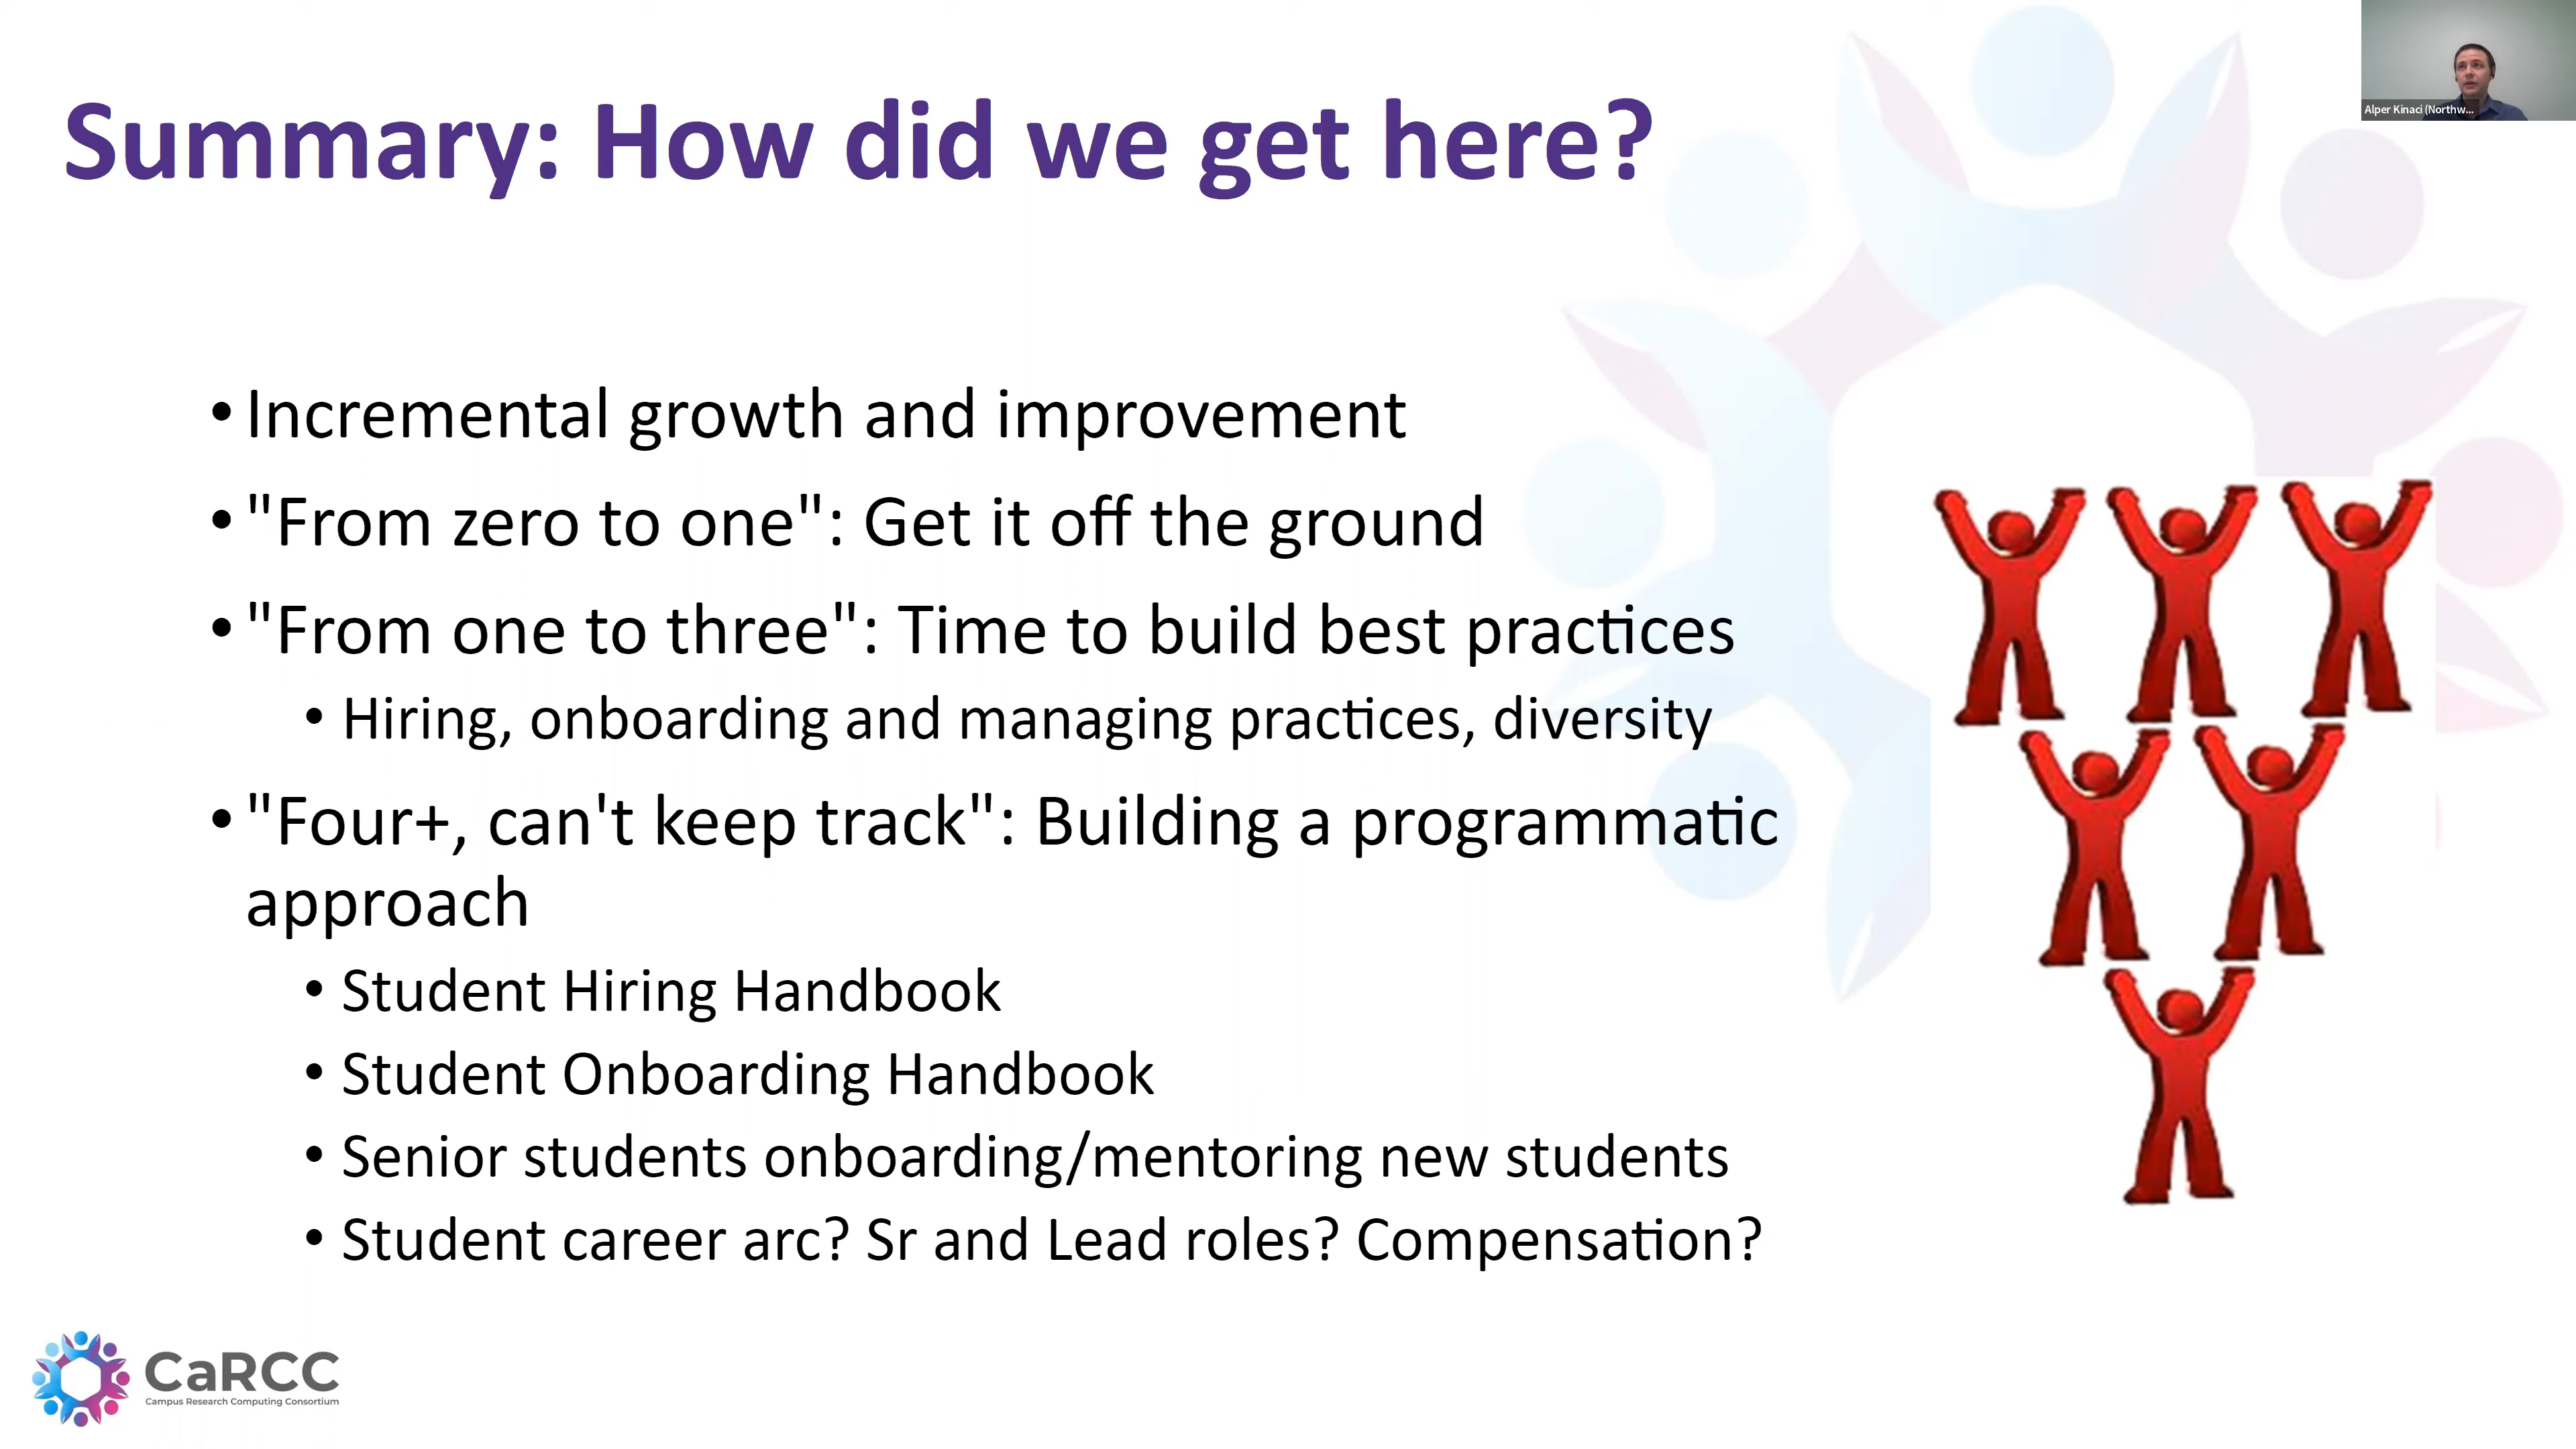 Summary: How did we get here?
Alper Kinaci (Northw...
• Incremental growth and improvement
• "From zero to one": Get it off the ground
• "From one to three": Time to build best practices
• Hiring, onboarding and managing practices, diversity
• "Four+, can't keep track": Building a programmatic
approach
• Student Hiring Handbook
• Student Onboarding Handbook
• Senior students onboarding/mentoring new students
• Student career arc? Sr and Lead roles? Compensation?
CaRCC
Campus Research Computing Consortium